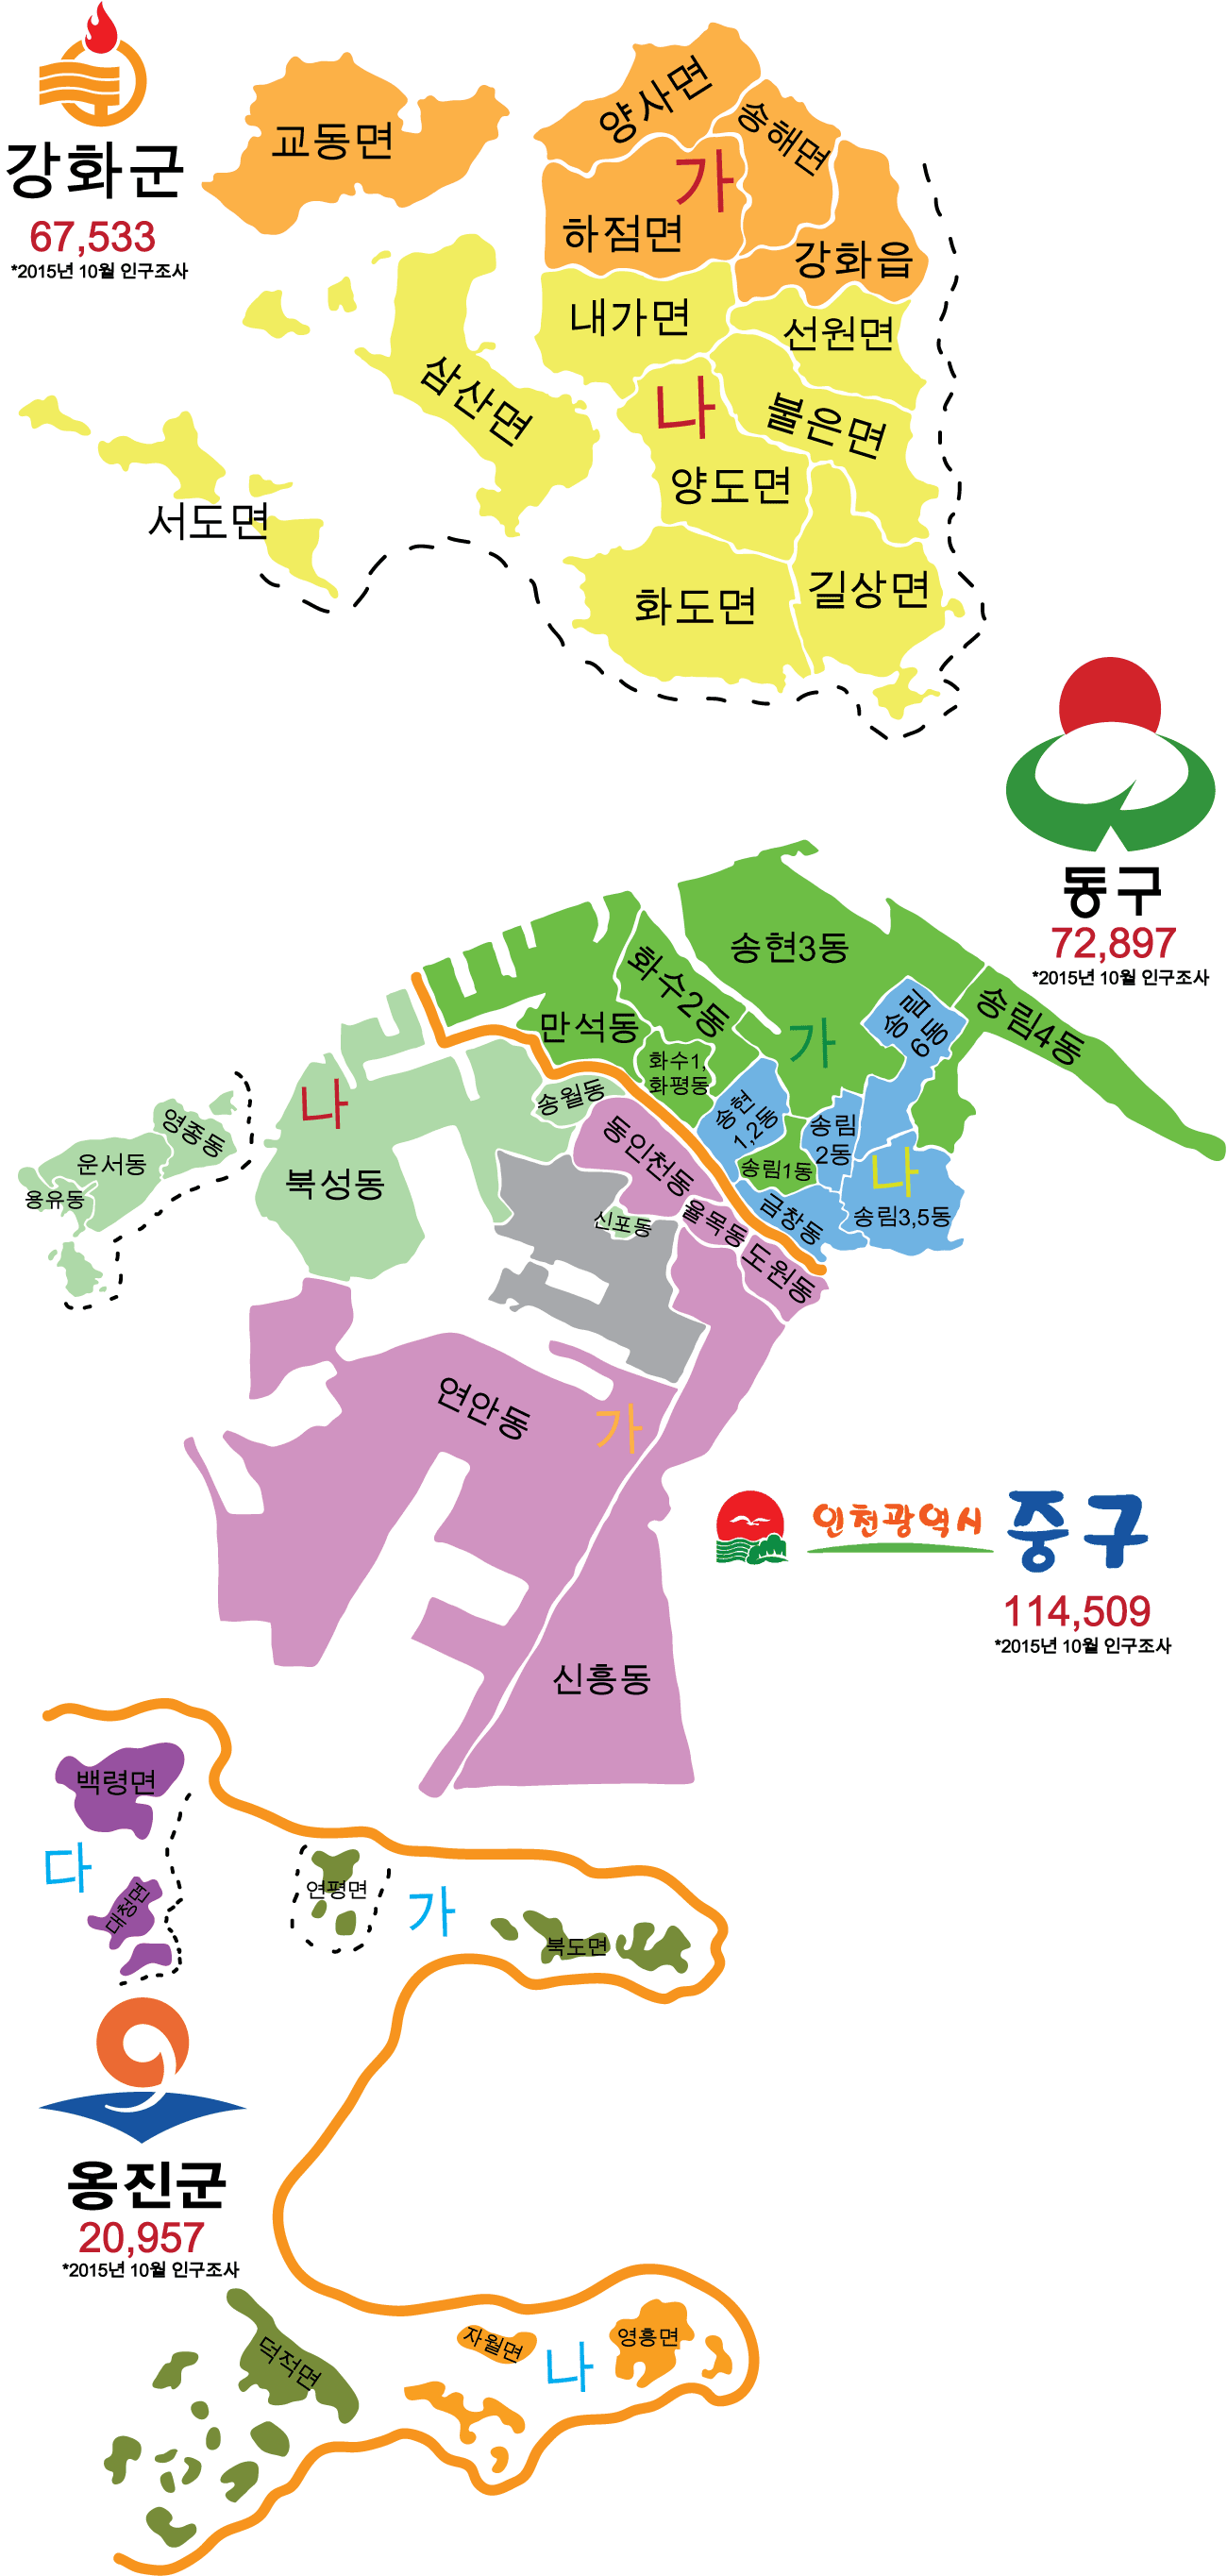 강화군
67,533
*2015년 10월 인구조사
교동면
양사면
송해면
가
하점면
강화읍
내가면
선원면
삼산면
나
불은면
양도면
서도면
화도면
길상면
동구
72,897
*2015년 10월 인구조사
송현3동
화수2동
만석동
가
송림
6동
송림4동
화수1,
화평동
송현
1,2동
송림
2동
송림1동
나
송림3,5동
금창동
나
송월동
영종동
운서동
용유동
북성동
동인천동
신포동
율목동
도원동
연안동
가
인천광역시 중구
114,509
*2015년 10월 인구조사
신흥동
백령면
다
대청면
연평면
가
북도면
옹진군
20,957
*2015년 10월 인구조사
덕적면
자월면
나
영흥면